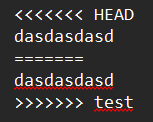 <<<<<<< HEAD
dasdasdasd
=======
dasdasdasd
>>>>>>> test